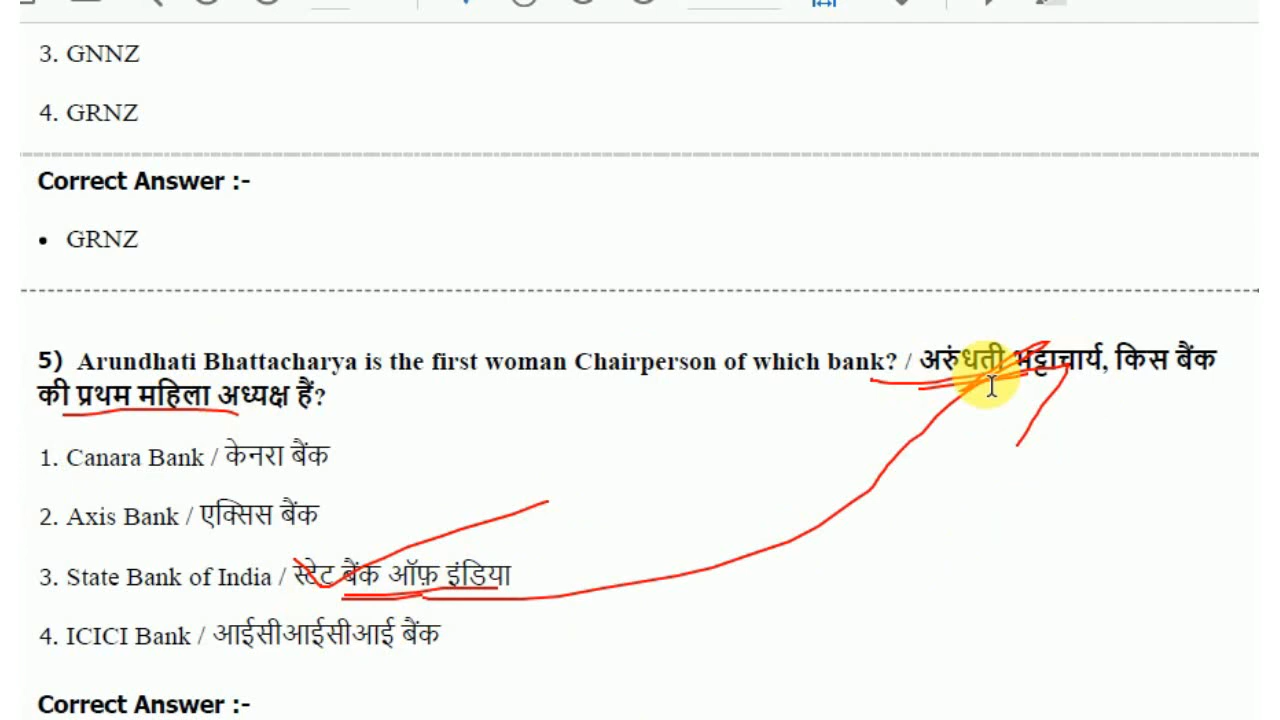 3. GNNZ
4. GRNZ
Correct Answer :-
• GRNZ
5) Arundhati Bhattacharya is the first woman Chairperson of which bank? / अरुंधती भट्टाचार्य, किस बैंक
की प्रथम महिला अध्यक्ष हैं?
1. Canara Bank / केनरा बैंक
2. Axis Bank / एक्सिस बैंक
3. State Bank of India / स्टेट बैंक ऑफ़ इंडिया
4. ICICI Bank / आईसीआईसीआई बैंक
Correct Answer :-